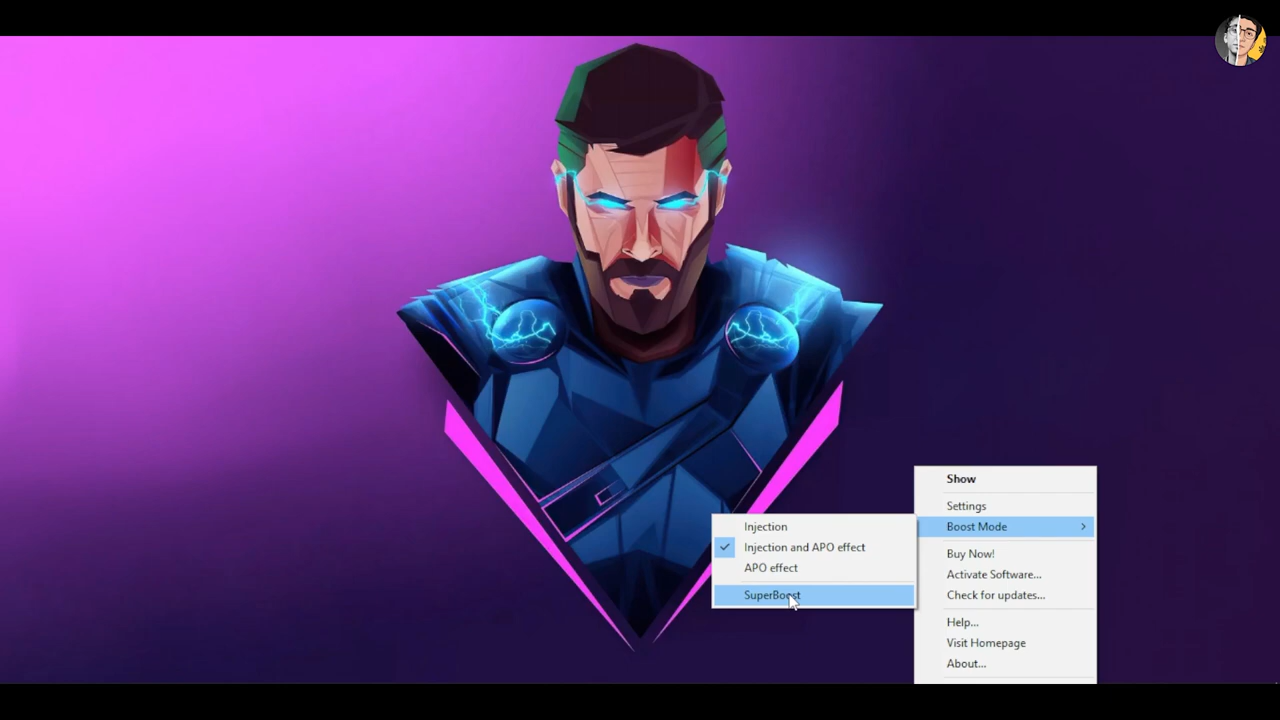 Show
Settings
Boost Mode
Buy Now!
Activate Software...
Check for updates...
Help...
Visit Homepage
About...
Injection
Injection and APO effect
APO effect
SuperBoost